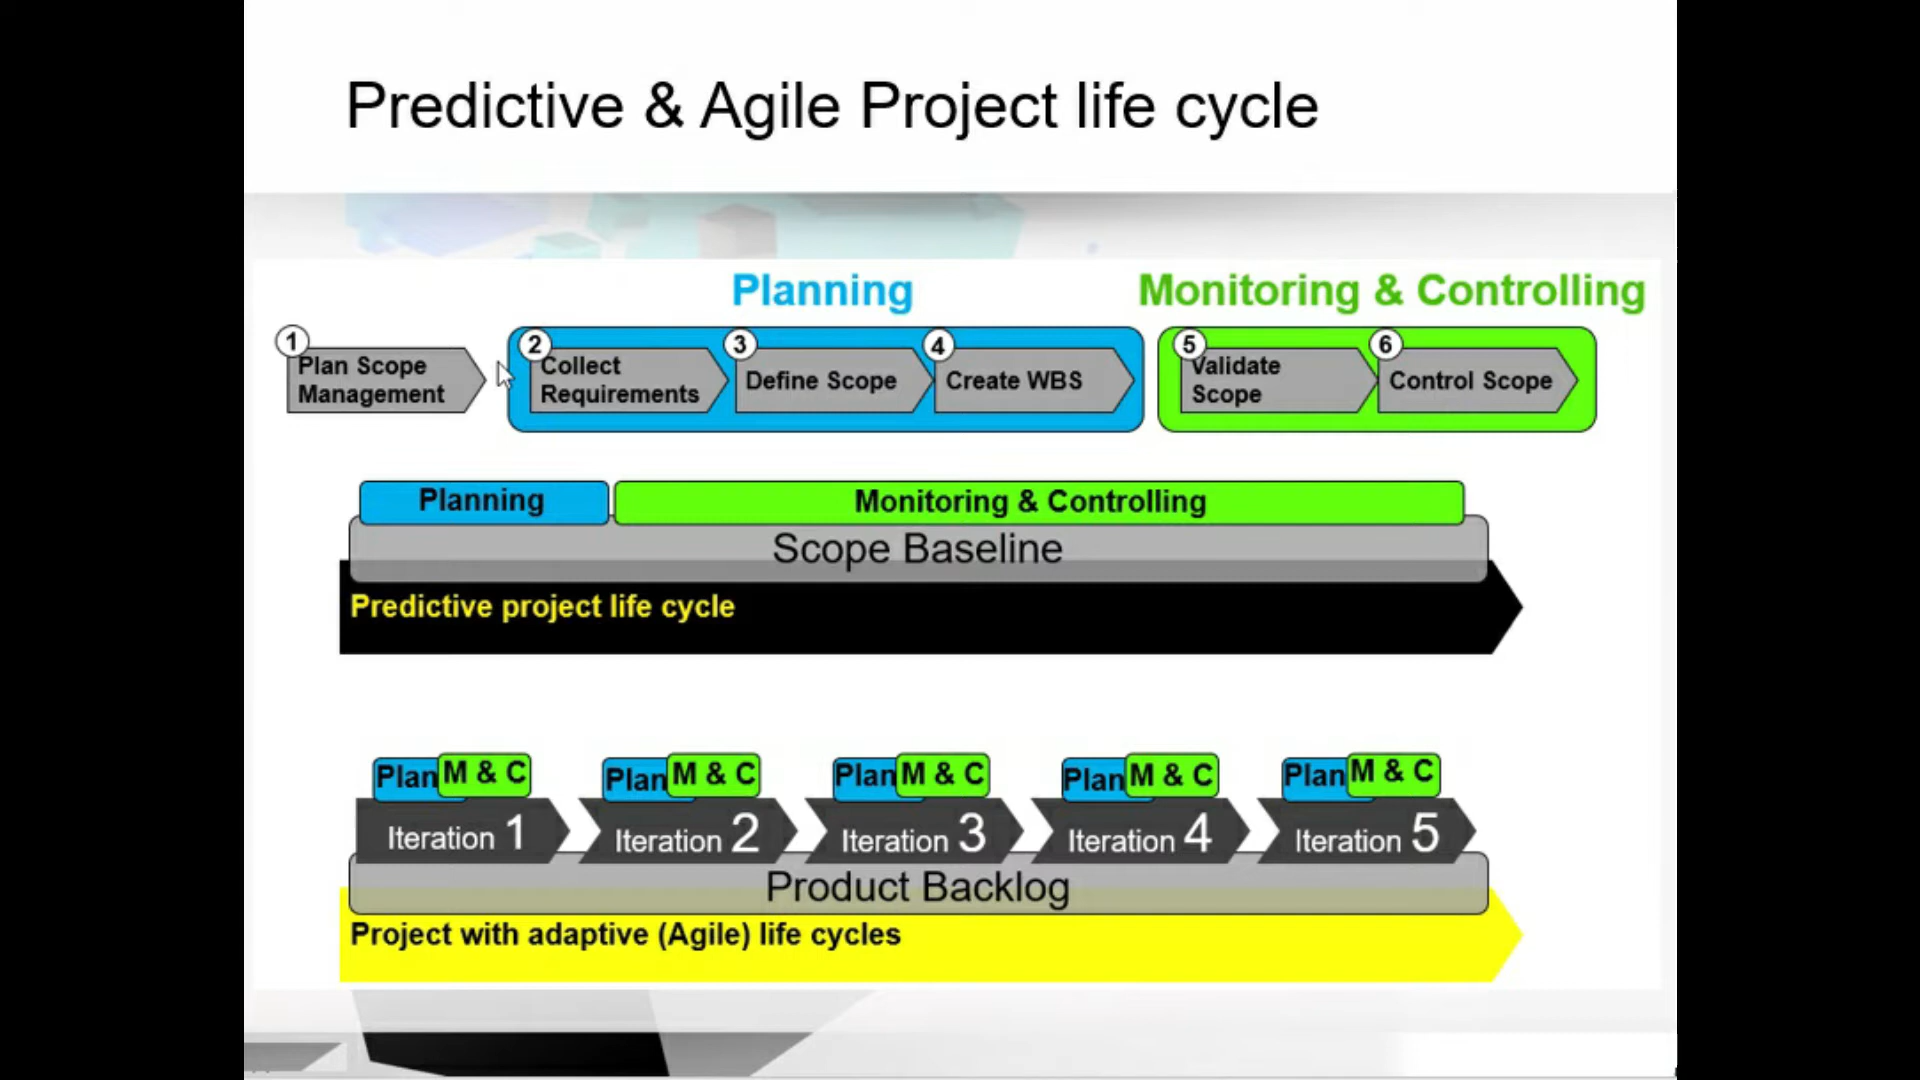 Predictive & Agile Project life cycle
Planning
Monitoring & Controlling
1
Plan Scope
Management
2
Collect
Requirements
3
Define Scope
4
Create WBS
5
Validate
Scope
6
Control Scope
Planning
Monitoring & Controlling
Scope Baseline
Predictive project life cycle
Plan M & C
Plan M & C
Plan M & C
Plan M & C
Plan M & C
Iteration 1
Iteration 2
Iteration 3
Iteration 4
Iteration 5
Product Backlog
Project with adaptive (Agile) life cycles